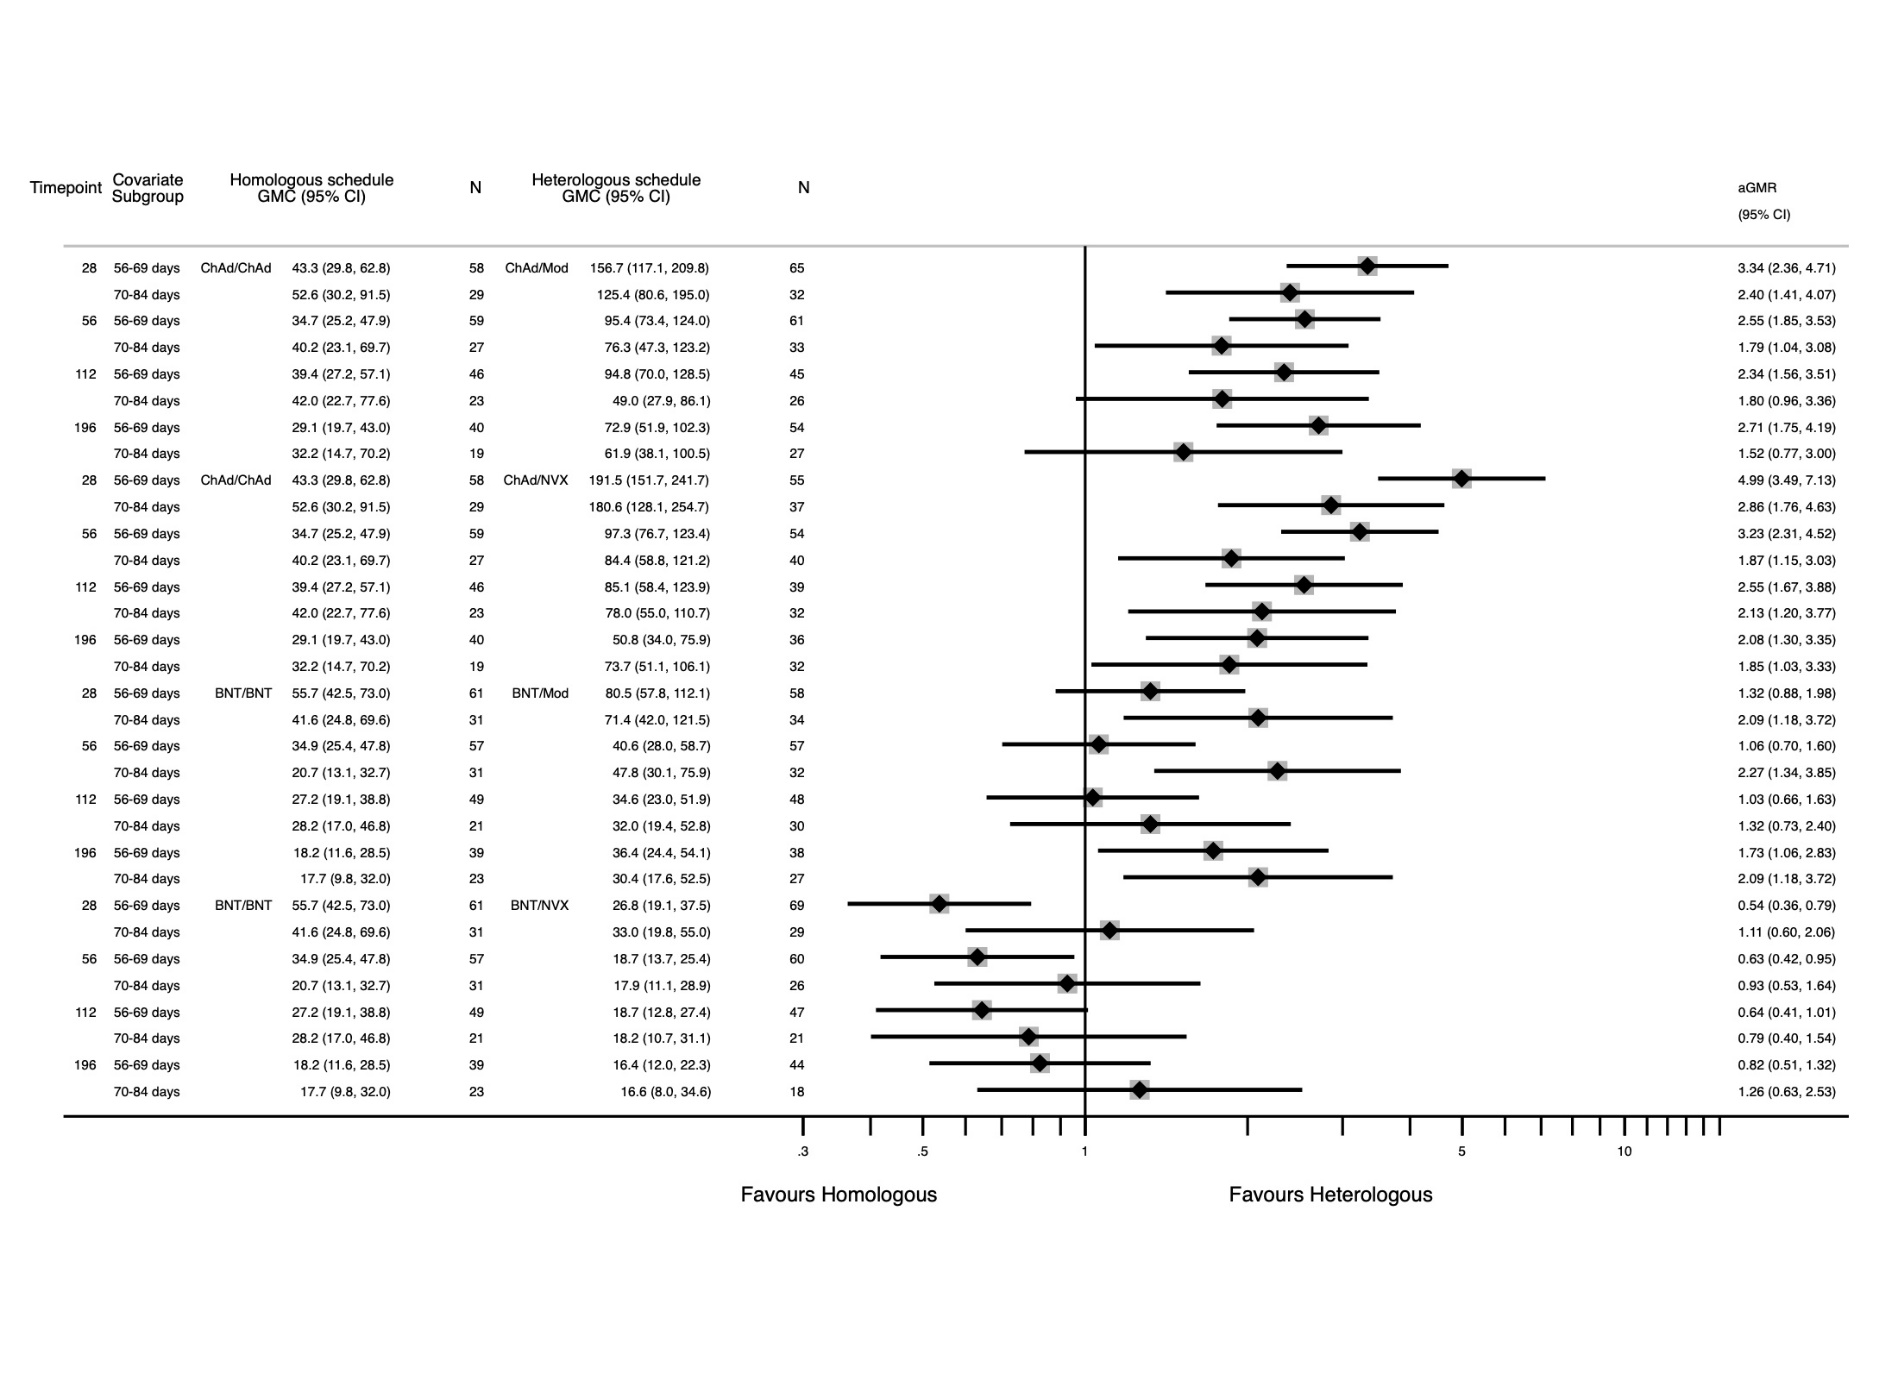 Timepoint Covariate Subgroup Homologous schedule GMC (95% CI) N Heterologous schedule GMC (95% CI) N aGMR (95% CI)
28 56-69 days ChAd/ChAd 43.3 (29.8, 62.8) 58 ChAd/Mod 156.7 (117.1, 209.8) 65 3.34 (2.36, 4.71)
70-84 days 52.6 (30.2, 91.5) 29 125.4 (80.6, 195.0) 32 2.40 (1.41, 4.07)
56 56-69 days 34.7 (25.2, 47.9) 59 95.4 (73.4, 124.0) 61 2.55 (1.85, 3.53)
70-84 days 40.2 (23.1, 69.7) 27 76.3 (47.3, 123.2) 33 1.79 (1.04, 3.08)
112 56-69 days 39.4 (27.2, 57.1) 46 94.8 (70.0, 128.5) 45 2.34 (1.56, 3.51)
70-84 days 42.0 (22.7, 77.6) 23 49.0 (27.9, 86.1) 26 1.80 (0.96, 3.36)
196 56-69 days 29.1 (19.7, 43.0) 40 72.9 (51.9, 102.3) 54 2.71 (1.75, 4.19)
70-84 days 32.2 (14.7, 70.2) 19 61.9 (38.1, 100.5) 27 1.52 (0.77, 3.00)
28 56-69 days ChAd/ChAd 43.3 (29.8, 62.8) 58 ChAd/NVX 191.5 (151.7, 241.7) 55 4.99 (3.49, 7.13)
70-84 days 52.6 (30.2, 91.5) 29 180.6 (128.1, 254.7) 37 2.86 (1.76, 4.63)
56 56-69 days 34.7 (25.2, 47.9) 59 97.3 (76.7, 123.4) 54 3.23 (2.31, 4.52)
70-84 days 40.2 (23.1, 69.7) 27 84.4 (58.8, 121.2) 40 1.87 (1.15, 3.03)
112 56-69 days 39.4 (27.2, 57.1) 46 85.1 (58.4, 123.9) 39 2.55 (1.67, 3.88)
70-84 days 42.0 (22.7, 77.6) 23 78.0 (55.0, 110.7) 32 2.13 (1.20, 3.77)
196 56-69 days 29.1 (19.7, 43.0) 40 50.8 (34.0, 75.9) 36 2.08 (1.30, 3.35)
70-84 days 32.2 (14.7, 70.2) 19 73.7 (51.1, 106.1) 32 1.85 (1.03, 3.33)
28 56-69 days BNT/BNT 55.7 (42.5, 73.0) 61 BNT/Mod 80.5 (57.8, 112.1) 58 1.32 (0.88, 1.98)
70-84 days 41.6 (24.8, 69.6) 31 71.4 (42.0, 121.5) 34 2.09 (1.18, 3.72)
56 56-69 days 34.9 (25.4, 47.8) 57 40.6 (28.0, 58.7) 57 1.06 (0.70, 1.60)
70-84 days 20.7 (13.1, 32.7) 31 47.8 (30.1, 75.9) 32 2.27 (1.34, 3.85)
112 56-69 days 27.2 (19.1, 38.8) 49 34.6 (23.0, 51.9) 48 1.03 (0.66, 1.63)
70-84 days 28.2 (17.0, 46.8) 21 32.0 (19.4, 52.8) 30 1.32 (0.73, 2.40)
196 56-69 days 18.2 (11.6, 28.5) 39 36.4 (24.4, 54.1) 38 1.73 (1.06, 2.83)
70-84 days 17.7 (9.8, 32.0) 23 30.4 (17.6, 52.5) 27 2.09 (1.18, 3.72)
28 56-69 days BNT/BNT 55.7 (42.5, 73.0) 61 BNT/NVX 26.8 (19.1, 37.5) 69 0.54 (0.36, 0.79)
70-84 days 41.6 (24.8, 69.6) 31 33.0 (19.8, 55.0) 29 1.11 (0.60, 2.06)
56 56-69 days 34.9 (25.4, 47.8) 57 18.7 (13.7, 25.4) 60 0.63 (0.42, 0.95)
70-84 days 20.7 (13.1, 32.7) 31 17.9 (11.1, 28.9) 26 0.93 (0.53, 1.64)
112 56-69 days 27.2 (19.1, 38.8) 49 18.7 (12.8, 27.4) 47 0.64 (0.41, 1.01)
70-84 days 28.2 (17.0, 46.8) 21 18.2 (10.7, 31.1) 21 0.79 (0.40, 1.54)
196 56-69 days 18.2 (11.6, 28.5) 39 16.4 (12.0, 22.3) 44 0.82 (0.51, 1.32)
70-84 days 17.7 (9.8, 32.0) 23 16.6 (8.0, 34.6) 18 1.26 (0.63, 2.53)
.3 .5 1 5 10
Favours Homologous Favours Heterologous